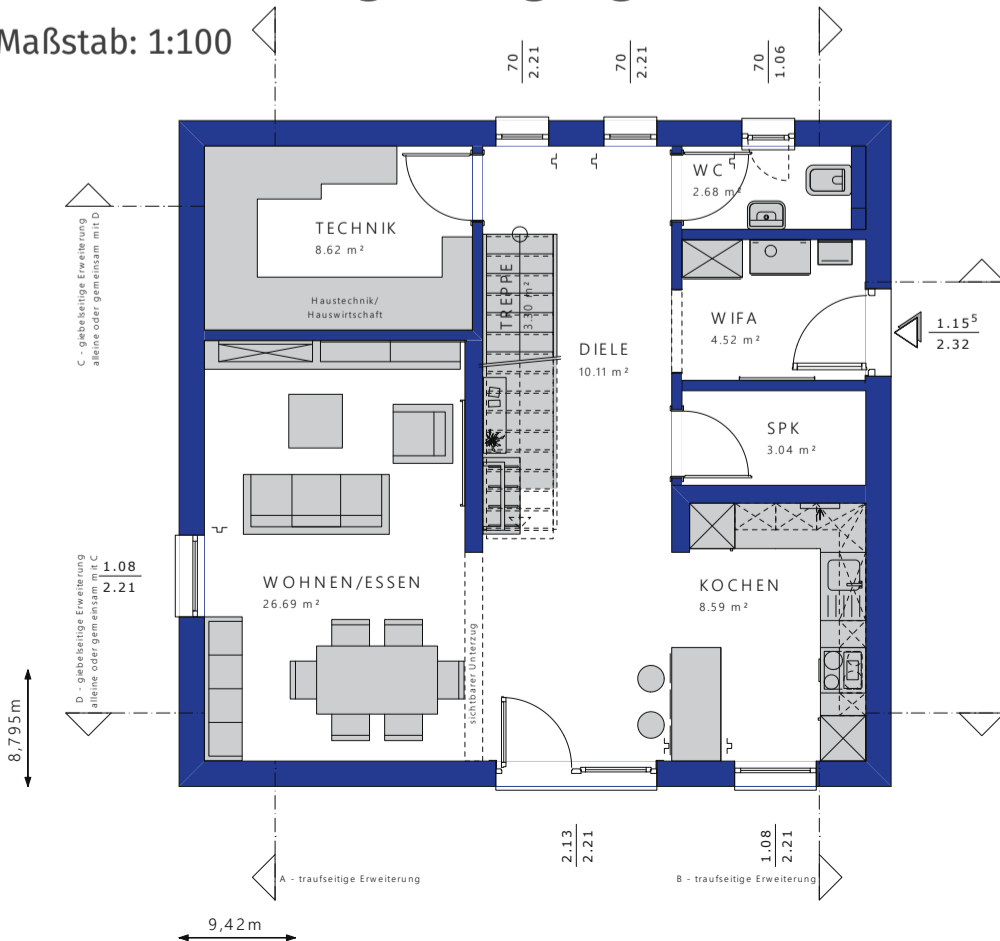 Maßstab: 1:100
70
2.21
70
2.21
70
1.06
WC
2.68 m²
TECHNIK
8.62 m²
Haustechnik/
Hauswirtschaft
TREPPE
3.30 m²
DIELE
10.11 m²
WIFA
4.52 m²
1.15⁵
2.32
SPK
3.04 m²
C - giebelseitige Erweiterung
alleine oder gemeinsam mit D
D - giebelseitige Erweiterung
alleine oder gemeinsam mit C
1.08
2.21
WOHNEN/ESSEN
26.69 m²
sichtbarer Unterzug
KOCHEN
8.59 m²
8,795m
2.13
2.21
1.08
2.21
A - traufseitige Erweiterung
B - traufseitige Erweiterung
9,42m